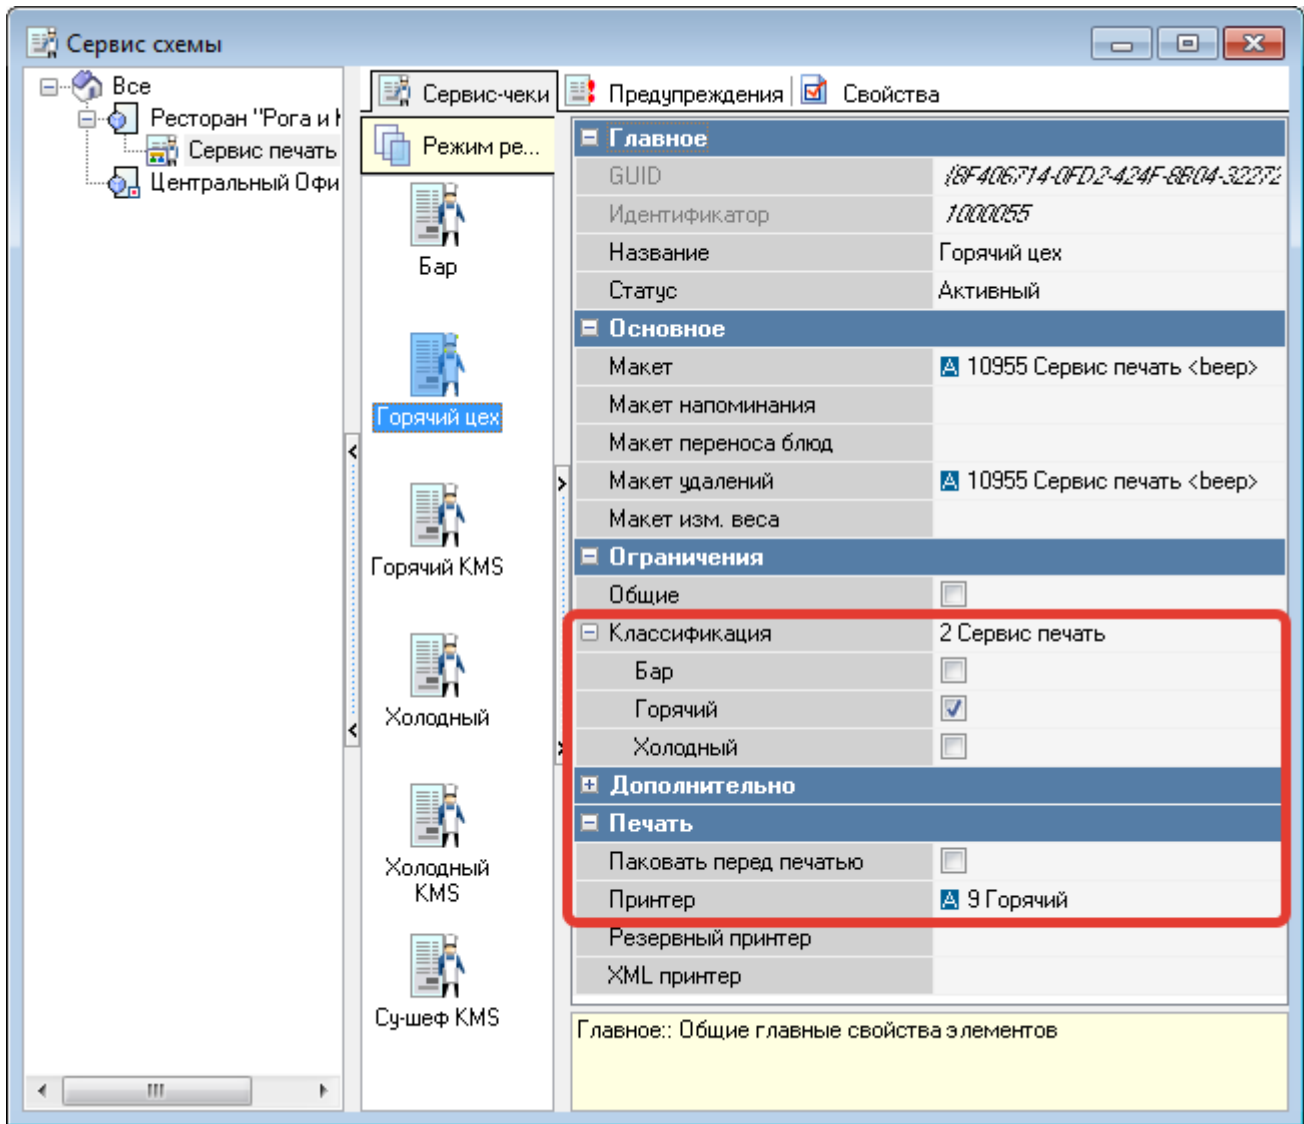 Сервис схемы
Все
Ресторан "Рога и
Сервис печать
Центральный Офи
Сервис-чеки
Предупреждения
Свойства
Режим ре...
Бар
Горячий цех
Горячий KMS
Холодный
Холодный
KMS
Су-шеф KMS
Главное
GUID {8F406714-0FD2-424F-8B04-32272
Идентификатор 1000055
Название Горячий цех
Статус Активный
Основное
Макет 10955 Сервис печать <beep>
Макет напоминания
Макет переноса блюд
Макет удалений 10955 Сервис печать <beep>
Макет изм. веса
Ограничения
Общие
Классификация 2 Сервис печать
Бар
Горячий
Холодный
Дополнительно
Печать
Паковать перед печатью
Принтер 9 Горячий
Резервный принтер
XML принтер
Главное:: Общие главные свойства элементов